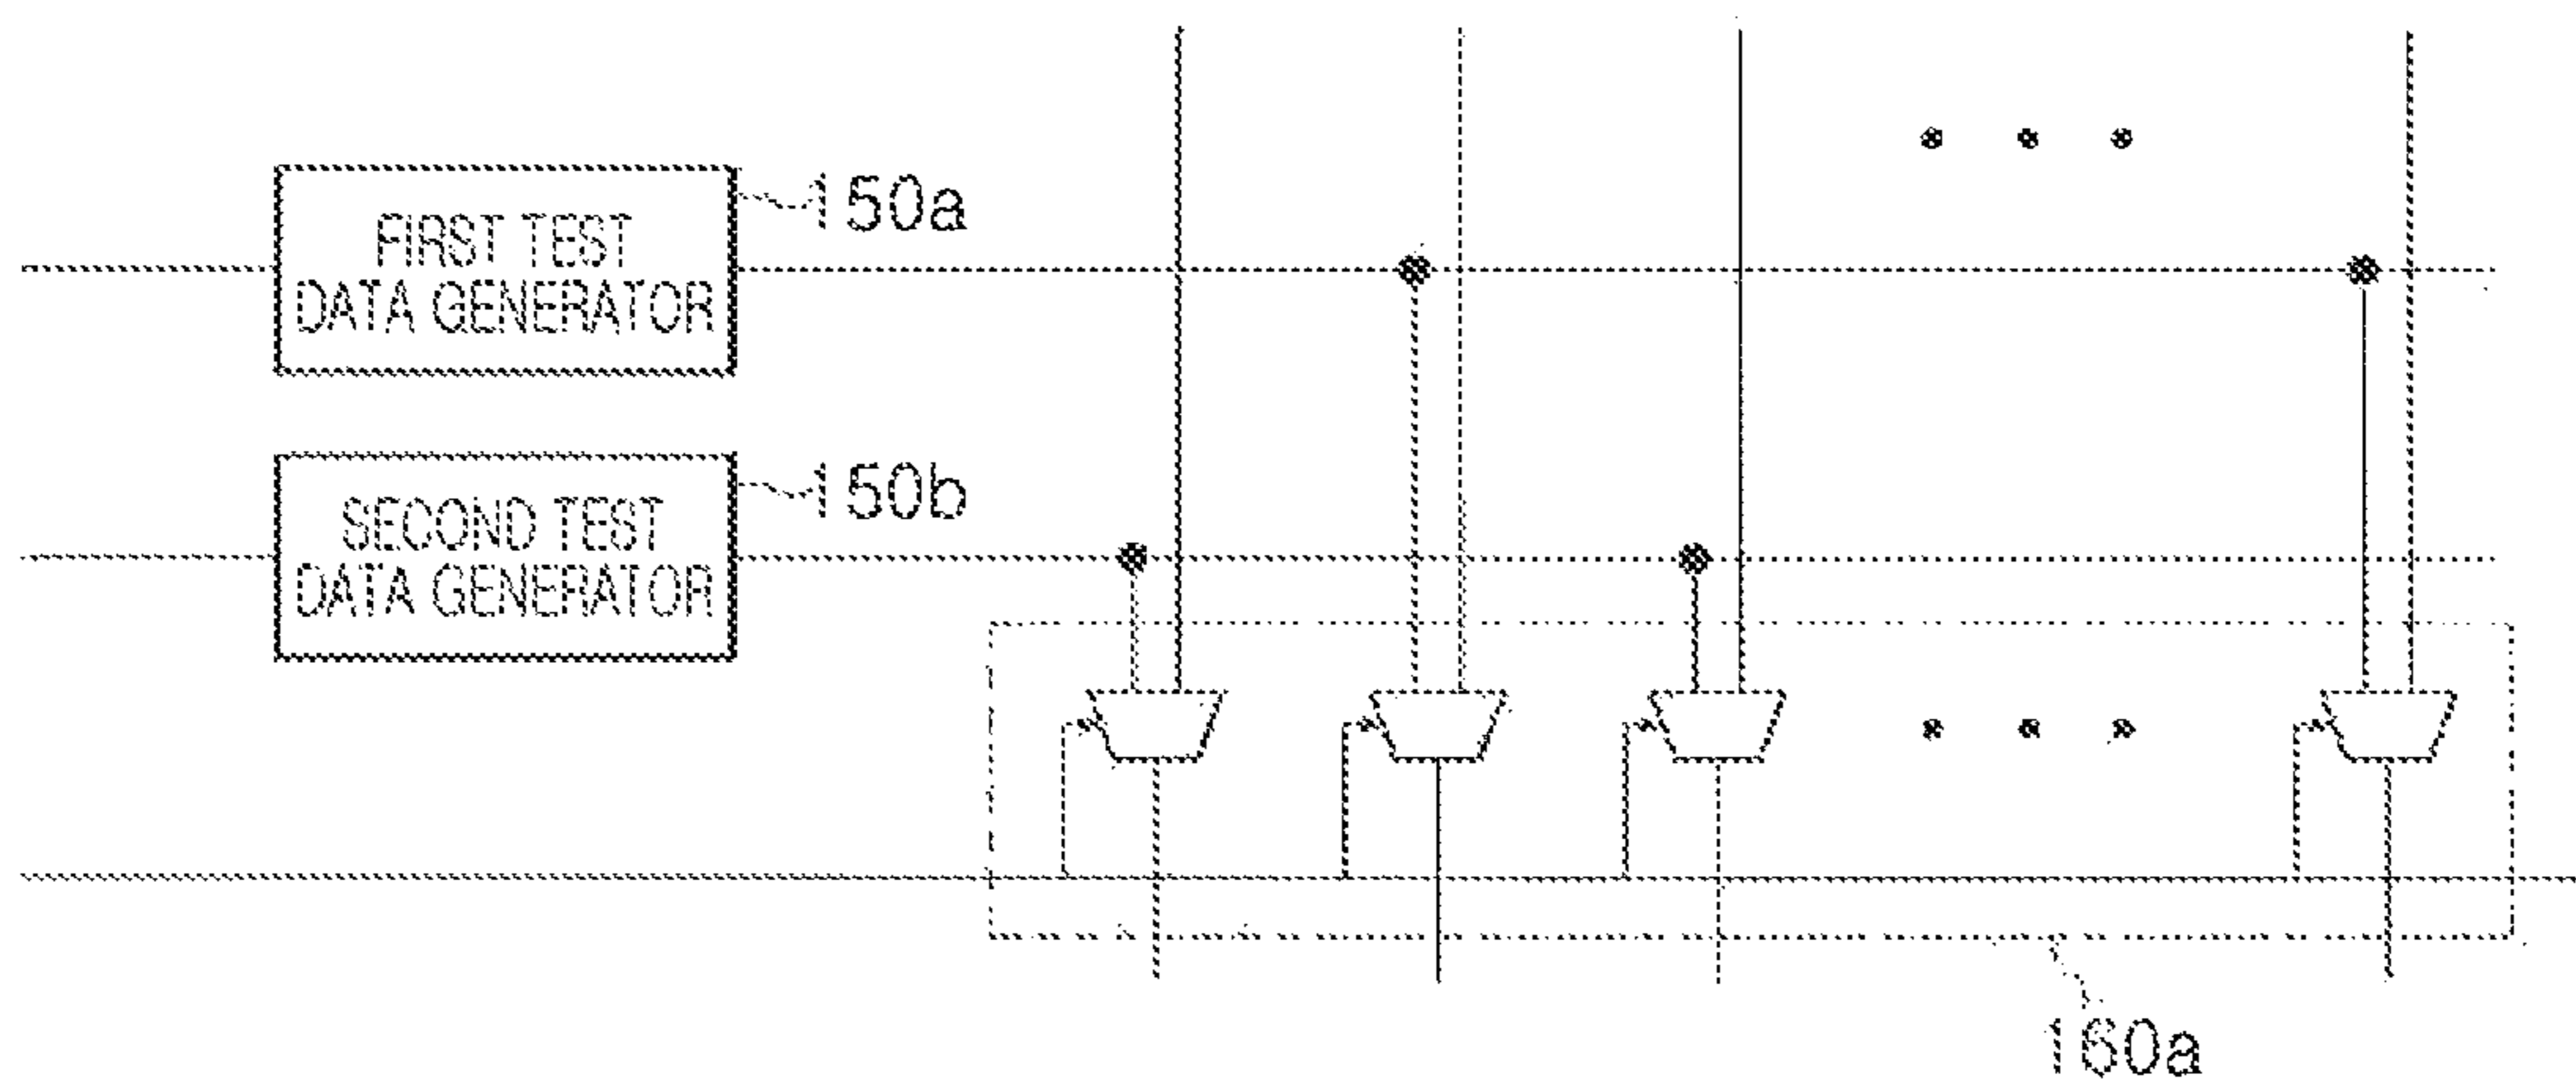 FIRST TEST
DATA GENERATOR
150a
SECOND TEST
DATA GENERATOR
150b
160a